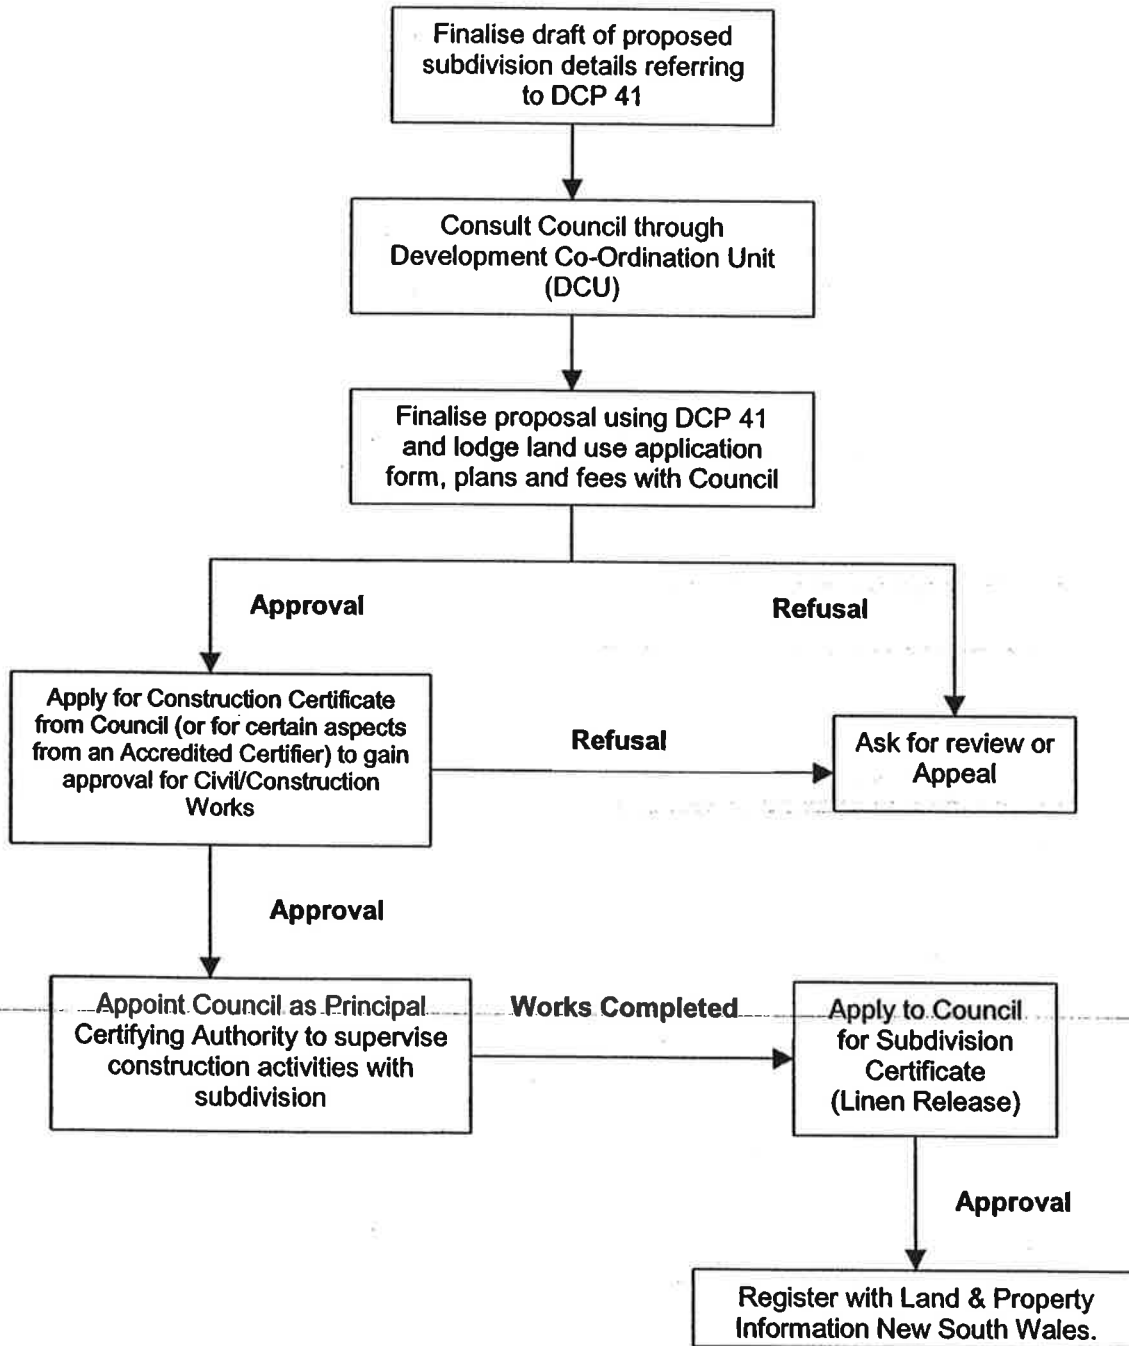 Finalise draft of proposed
subdivision details referring
to DCP 41
Consult Council through
Development Co-Ordination Unit
(DCU)
Finalise proposal using DCP 41
and lodge land use application
form, plans and fees with Council
Approval
Refusal
Apply for Construction Certificate
from Council (or for certain aspects
from an Accredited Certifier) to gain
approval for Civil/Construction
Works
Refusal
Ask for review or
Appeal
Approval
Appoint Council as Principal
Certifying Authority to supervise
construction activities with
subdivision
Works Completed
Apply to Council
for Subdivision
Certificate
(Linen Release)
Approval
Register with Land & Property
Information New South Wales.